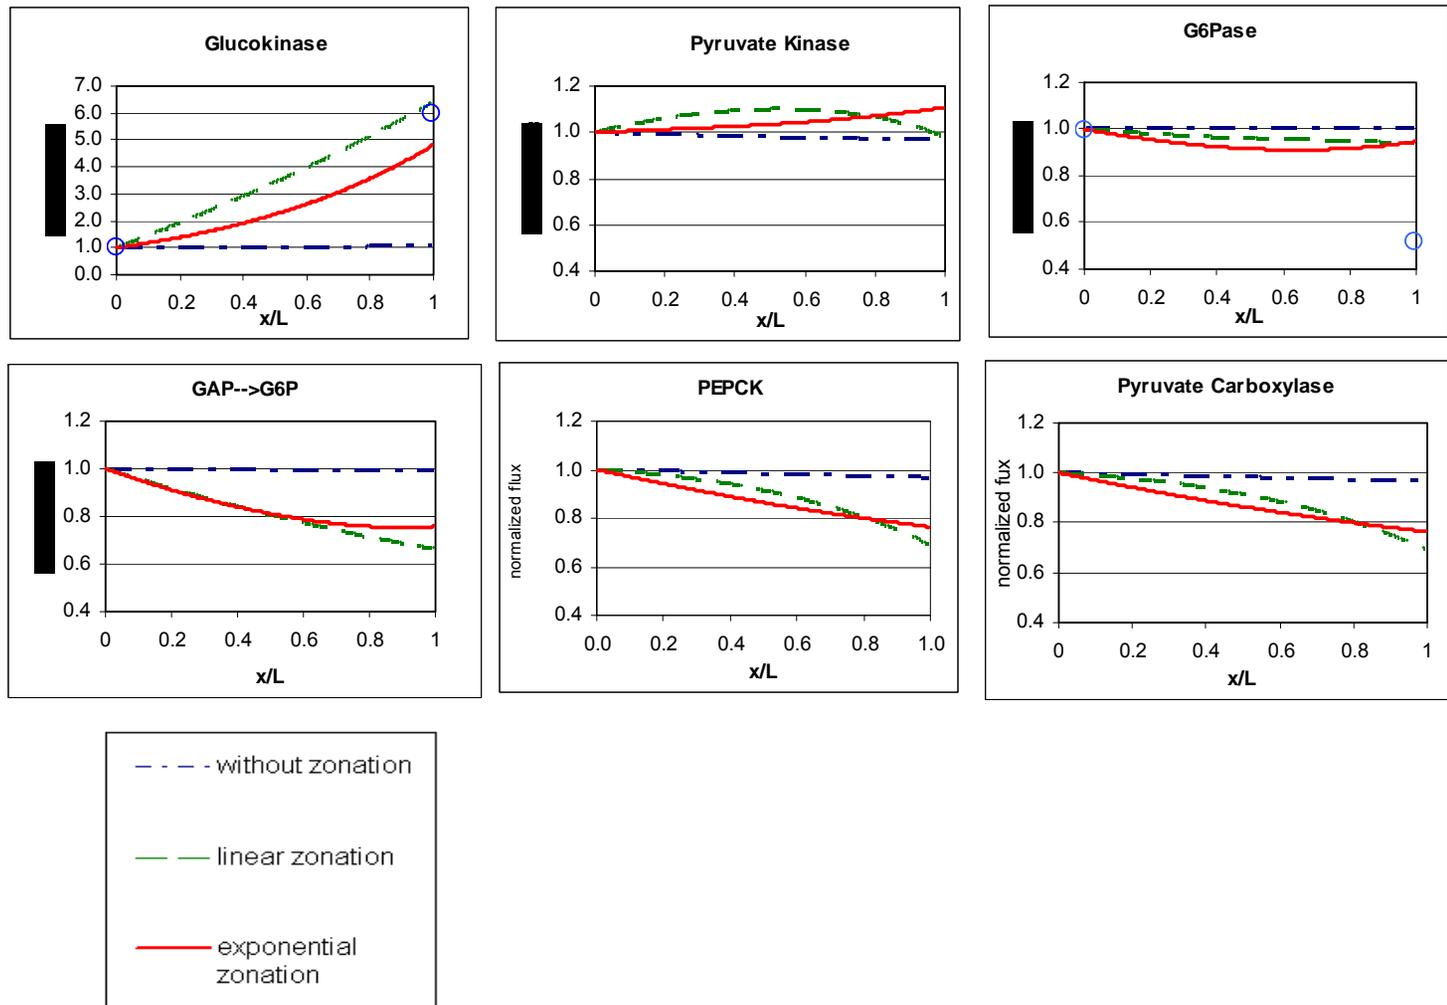 Glucokinase
7.0
6.0
5.0
4.0
3.0
2.0
1.0
0.0
0 0.2 0.4 0.6 0.8 1
x/L
Pyruvate Kinase
1.2
1.0
0.8
0.6
0.4
0 0.2 0.4 0.6 0.8 1
x/L
G6Pase
1.2
1.0
0.8
0.6
0.4
0 0.2 0.4 0.6 0.8 1
x/L
GAP-->G6P
1.2
1.0
0.8
0.6
0.4
0 0.2 0.4 0.6 0.8 1
x/L
PEPCK
normalized flux
1.2
1.0
0.8
0.6
0.4
0.0 0.2 0.4 0.6 0.8 1.0
x/L
Pyruvate Carboxylase
normalized flux
1.2
1.0
0.8
0.6
0.4
0 0.2 0.4 0.6 0.8 1
x/L
without zonation
linear zonation
exponential
zonation